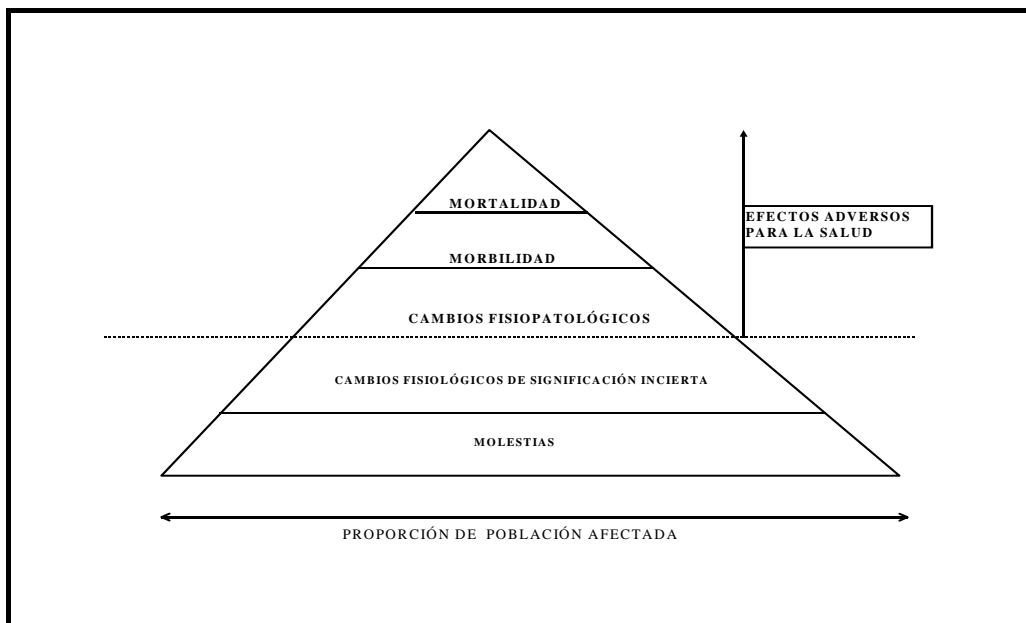 MORTALIDAD
EFECTOS ADVERSOS
PARA LA SALUD
MORBILIDAD
CAMBIOS FISIOPATOLÓGICOS
CAMBIOS FISIOLÓGICOS DE SIGNIFICACIÓN INCIERTA
MOLESTIAS
PROPORCIÓN DE POBLACIÓN AFECTADA